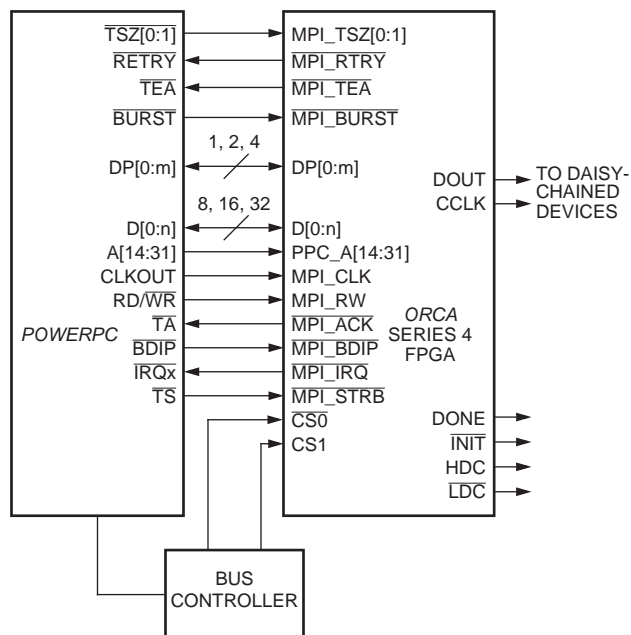 TSZ[0:1] MPI_TSZ[0:1]
RETRY MPI_RTRY
TEA MPI_TEA
BURST MPI_BURST
1, 2, 4
DP[0:m] DP[0:m]
DOUT TO DAISY-
CCLK CHAINED
DEVICES
8, 16, 32
D[0:n] D[0:n]
A[14:31] PPC_A[14:31]
CLKOUT MPI_CLK
RD/WR MPI_RW
POWERPC
ORCA
SERIES 4
FPGA
TA MPI_ACK
BDIP MPI_BDIP
IRQx MPI_IRQ
TS MPI_STRB
CS0
CS1
DONE
INIT
HDC
LDC
BUS
CONTROLLER